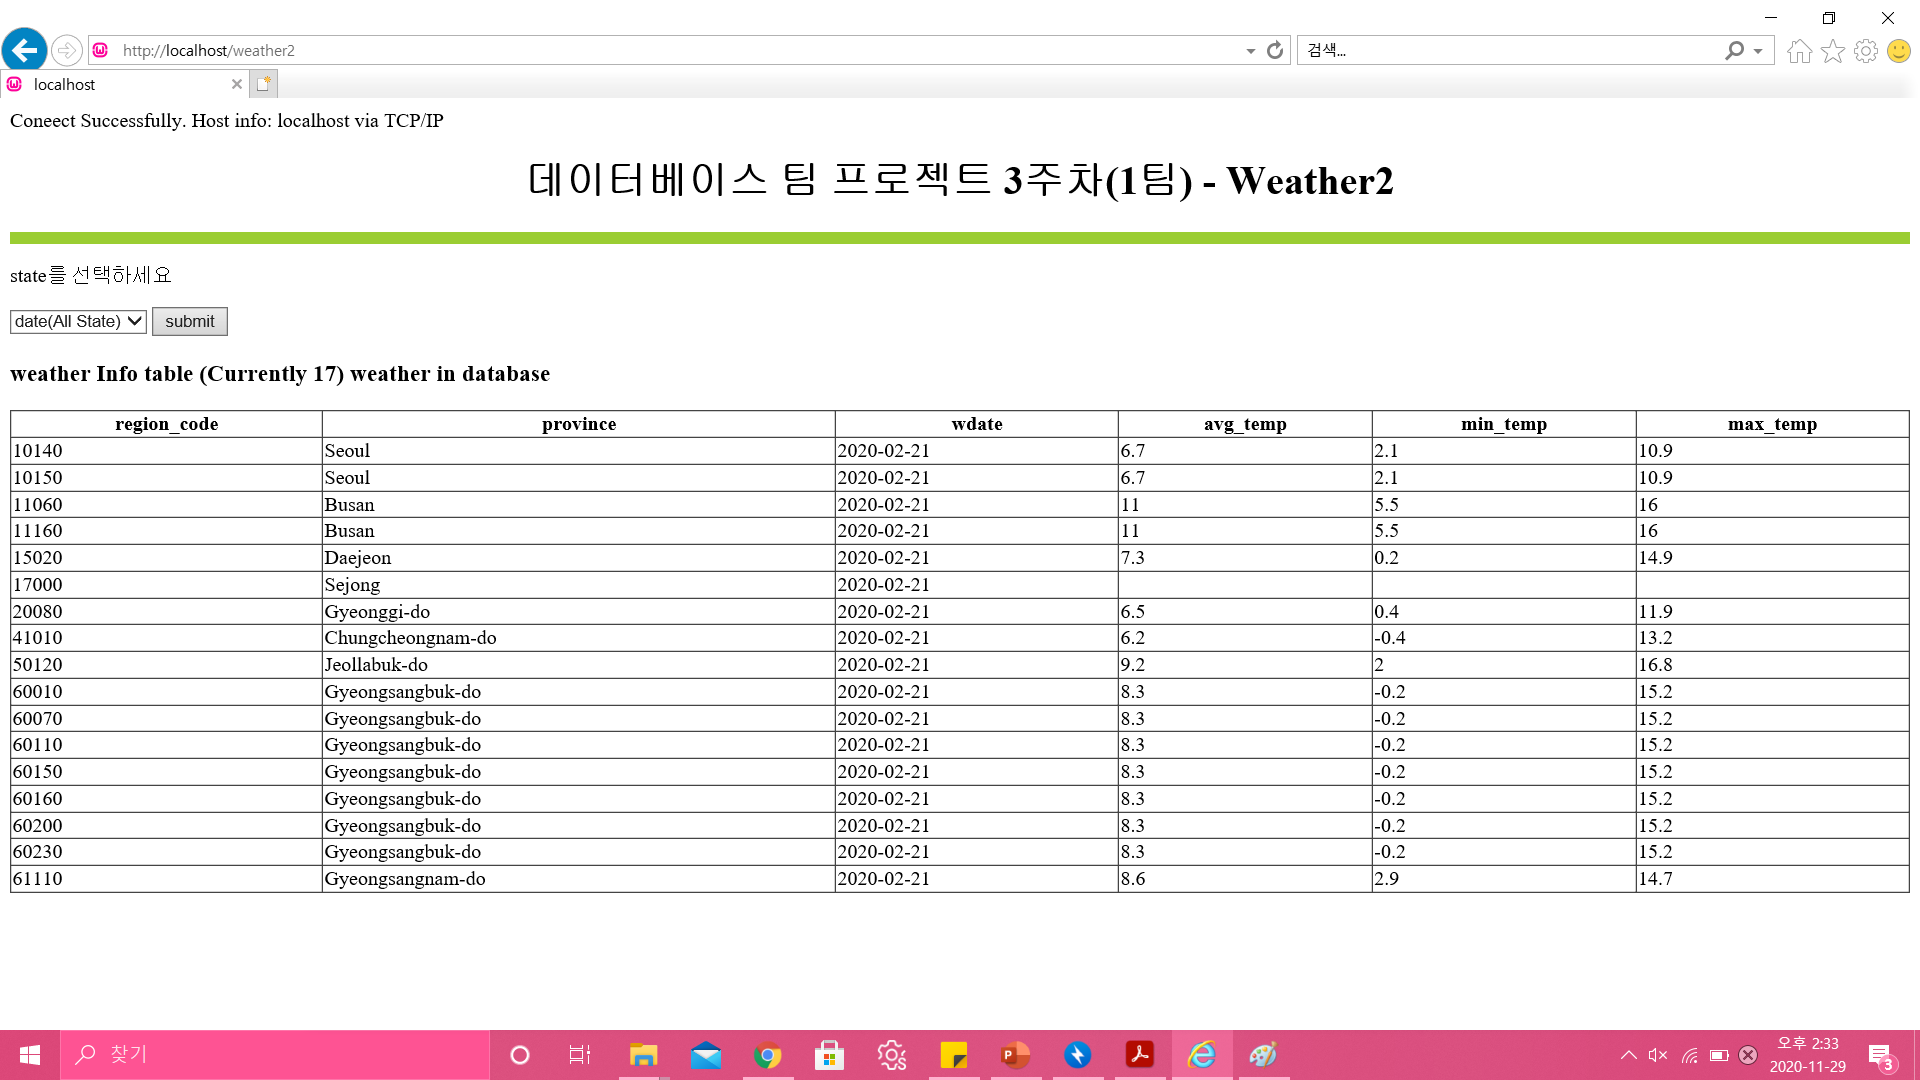 http://localhost/weather2
검색...
localhost
Coneect Successfully. Host info: localhost via TCP/IP
데이터베이스 팀 프로젝트 3주차(1팀) - Weather2
state를 선택하세요
date(All State) submit
weather Info table (Currently 17) weather in database
region_code province wdate avg_temp min_temp max_temp
10140 Seoul 2020-02-21 6.7 2.1 10.9
10150 Seoul 2020-02-21 6.7 2.1 10.9
11060 Busan 2020-02-21 11 5.5 16
11160 Busan 2020-02-21 11 5.5 16
15020 Daejeon 2020-02-21 7.3 0.2 14.9
17000 Sejong 2020-02-21
20080 Gyeonggi-do 2020-02-21 6.5 0.4 11.9
41010 Chungcheongnam-do 2020-02-21 6.2 -0.4 13.2
50120 Jeollabuk-do 2020-02-21 9.2 2 16.8
60010 Gyeongsangbuk-do 2020-02-21 8.3 -0.2 15.2
60070 Gyeongsangbuk-do 2020-02-21 8.3 -0.2 15.2
60110 Gyeongsangbuk-do 2020-02-21 8.3 -0.2 15.2
60150 Gyeongsangbuk-do 2020-02-21 8.3 -0.2 15.2
60160 Gyeongsangbuk-do 2020-02-21 8.3 -0.2 15.2
60200 Gyeongsangbuk-do 2020-02-21 8.3 -0.2 15.2
60230 Gyeongsangbuk-do 2020-02-21 8.3 -0.2 15.2
61110 Gyeongsangnam-do 2020-02-21 8.6 2.9 14.7
찾기
오후 2:33
2020-11-29
3